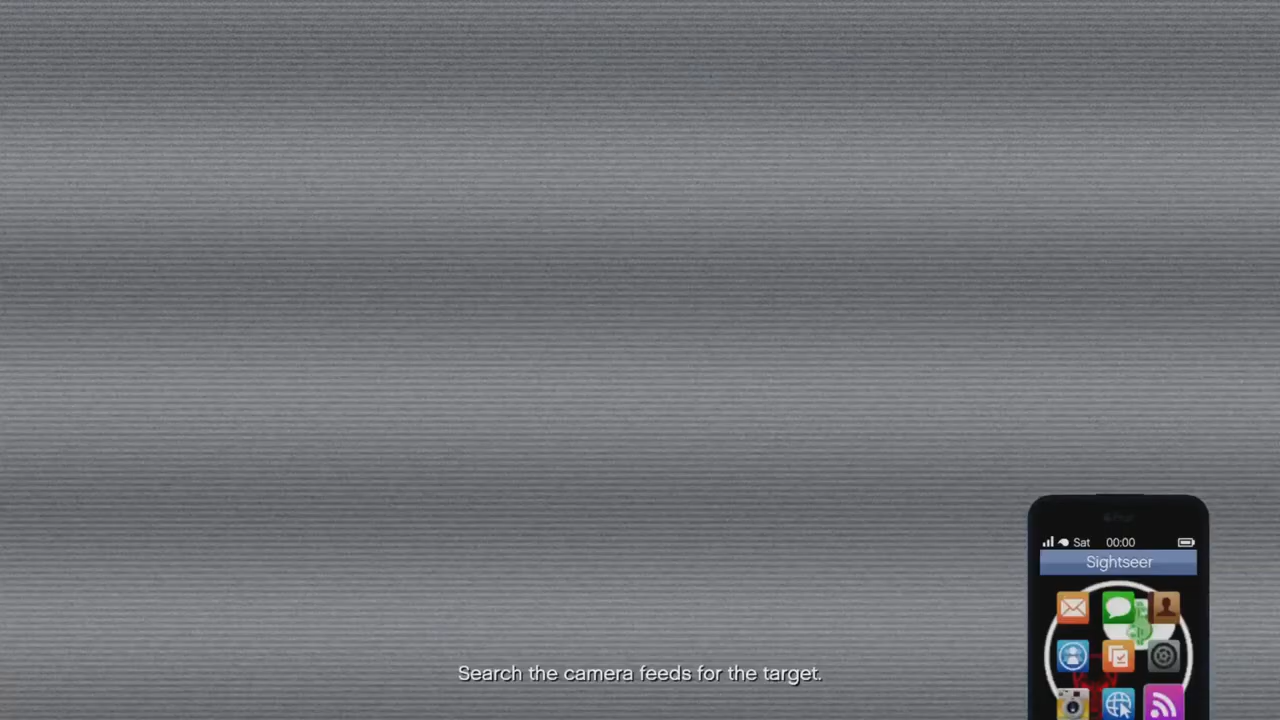 Sat 00:00
Sightseer
Search the camera feeds for the target.